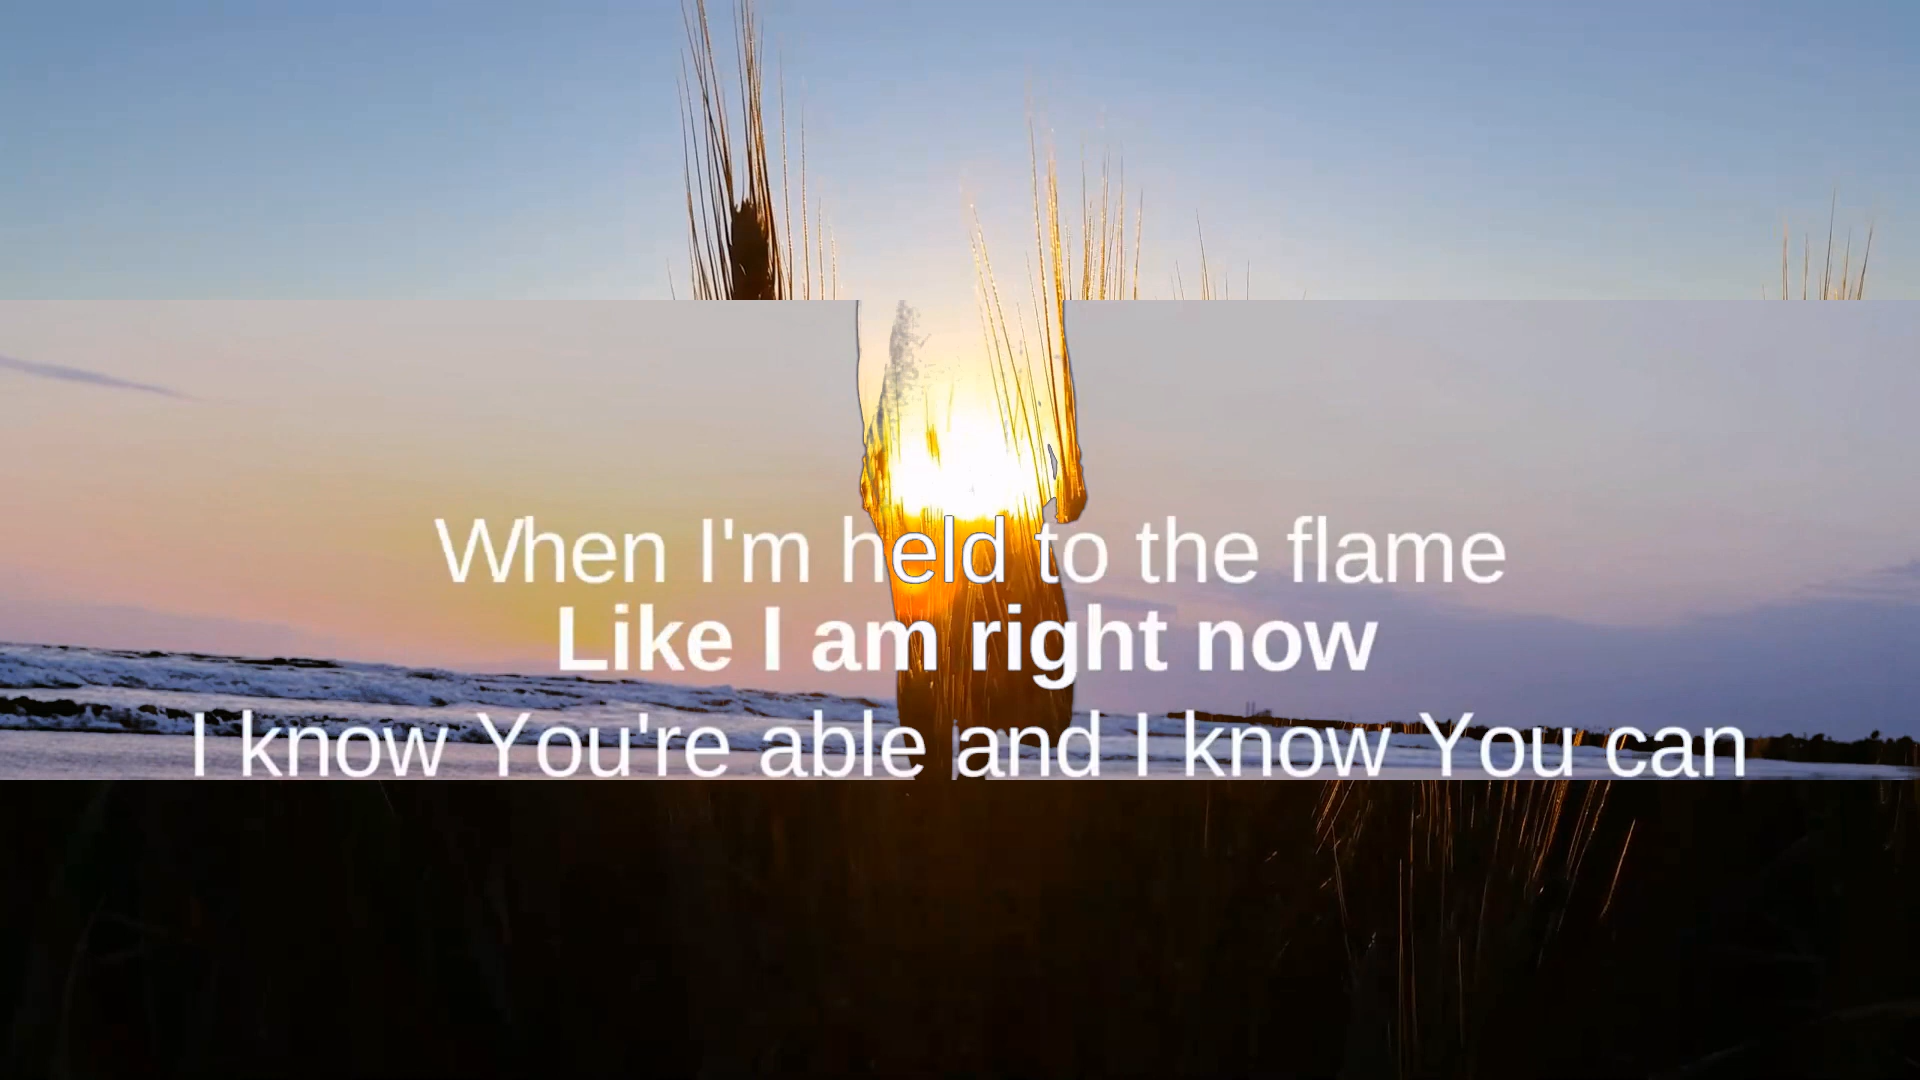 When I'm held to the flame
Like I am right now
I know You're able and I know You can